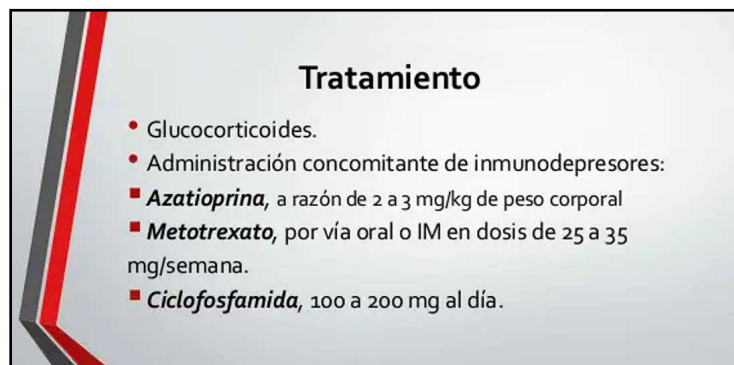 Tratamiento
• Glucocorticoides.
• Administración concomitante de inmunodepresores:
▪ Azatioprina, a razón de 2 a 3 mg/kg de peso corporal
▪ Metotrexato, por vía oral o IM en dosis de 25 a 35
mg/semana.
▪ Ciclofosfamida, 100 a 200 mg al día.